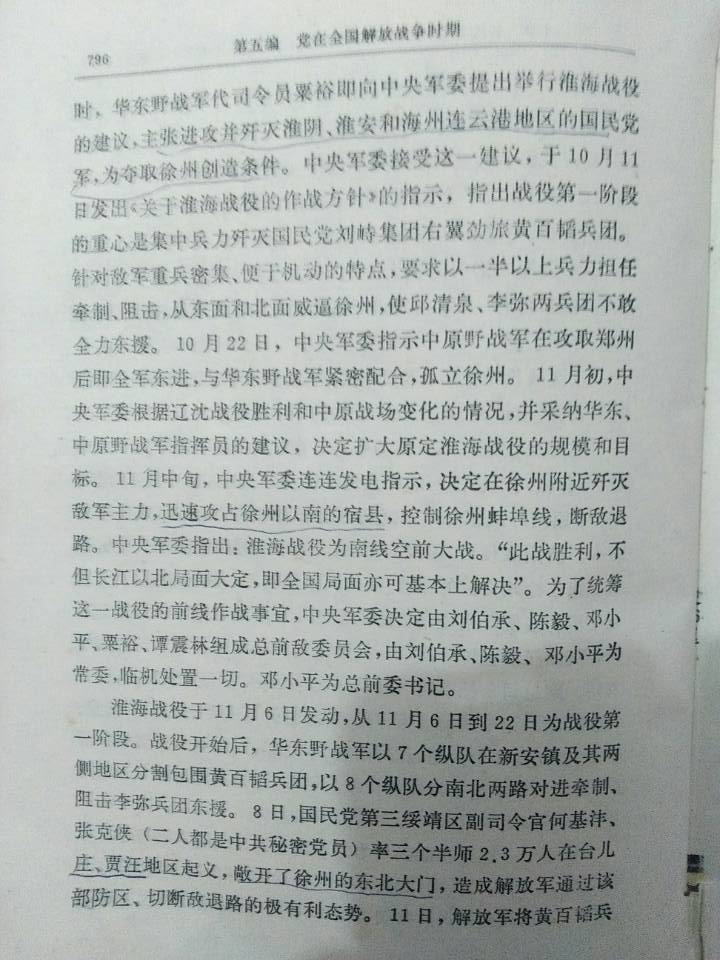 796
第五编 党在全国解放战争时期
时，华东野战军代司令员粟裕即向中央军委提出举行淮海战役
的建议，主张进攻并歼灭淮阴、淮安和海州连云港地区的国民党
军，为夺取徐州创造条件。中央军委接受这一建议，于10月11
日发出《关于淮海战役的作战方针》的指示，指出战役第一阶段
的重心是集中兵力歼灭国民党刘峙集团右翼劲旅黄百韬兵团。
针对敌军重兵密集、便于机动的特点，要求以一半以上兵力担任
牵制、阻击，从东面和北面威逼徐州，使邱清泉、李弥两兵团不敢
全力东援。10月22日，中央军委指示中原野战军在攻取郑州
后即全军东进，与华东野战军紧密配合，孤立徐州。11月初，中
央军委根据辽沈战役胜利和中原战场变化的情况，并采纳华东、
中原野战军指挥员的建议，决定扩大原定淮海战役的规模和目
标。11月中旬，中央军委连连发电指示，决定在徐州附近歼灭
敌军主力，迅速攻占徐州以南的宿县，控制徐州蚌埠线，断敌退
路。中央军委指出：淮海战役为南线空前大战。“此战胜利，不
但长江以北局面大定，即全国局面亦可基本上解决”。为了统筹
这一战役的前线作战事宜，中央军委决定由刘伯承、陈毅、邓小
平、粟裕、谭震林组成总前敌委员会，由刘伯承、陈毅、邓小平为
常委，临机处置一切。邓小平为总前委书记。
淮海战役于11月6日发动，从11月6日到22日为战役第
一阶段。战役开始后，华东野战军以7个纵队在新安镇及其两
侧地区分割包围黄百韬兵团，以8个纵队分南北两路对进牵制、
阻击李弥兵团东援。8日，国民党第三绥靖区副司令官何基沣、
张克侠（二人都是中共秘密党员）率三个半师2.3万人在台儿
庄、贾汪地区起义，敞开了徐州的东北大门，造成解放军通过该
部防区、切断敌退路的极有利态势。11日，解放军将黄百韬兵